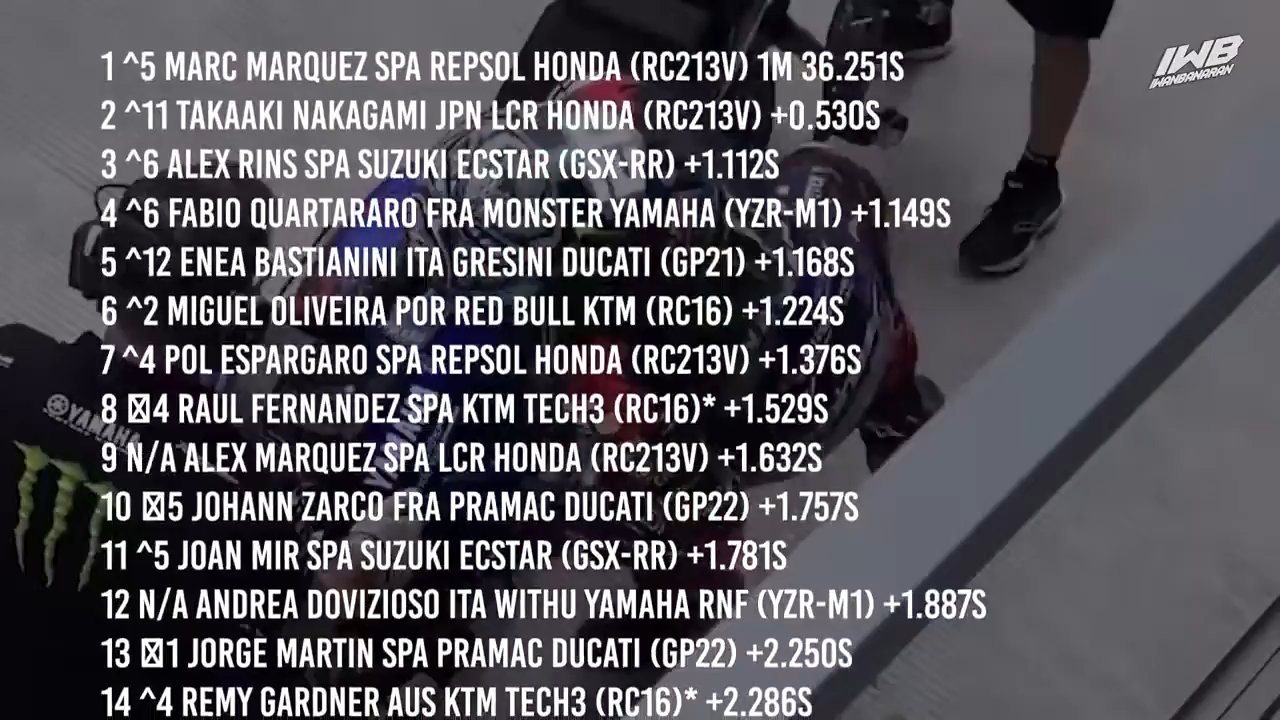 IWB
IWANBANARAN
1 ^5 MARC MARQUEZ SPA REPSOL HONDA (RC213V) 1M 36.251S
2 ^11 TAKAAKI NAKAGAMI JPN LCR HONDA (RC213V) +0.530S
3 ^6 ALEX RINS SPA SUZUKI ECSTAR (GSX-RR) +1.112S
4 ^6 FABIO QUARTARARO FRA MONSTER YAMAHA (YZR-M1) +1.149S
5 ^12 ENEA BASTIANINI ITA GRESINI DUCATI (GP21) +1.168S
6 ^2 MIGUEL OLIVEIRA POR RED BULL KTM (RC16) +1.224S
7 ^4 POL ESPARGARO SPA REPSOL HONDA (RC213V) +1.376S
8 ˅4 RAUL FERNANDEZ SPA KTM TECH3 (RC16)* +1.529S
9 N/A ALEX MARQUEZ SPA LCR HONDA (RC213V) +1.632S
10 ˅5 JOHANN ZARCO FRA PRAMAC DUCATI (GP22) +1.757S
11 ^5 JOAN MIR SPA SUZUKI ECSTAR (GSX-RR) +1.781S
12 N/A ANDREA DOVIZIOSO ITA WITHU YAMAHA RNF (YZR-M1) +1.887S
13 ˅1 JORGE MARTIN SPA PRAMAC DUCATI (GP22) +2.250S
14 ^4 REMY GARDNER AUS KTM TECH3 (RC16)* +2.286S
YAMAHA